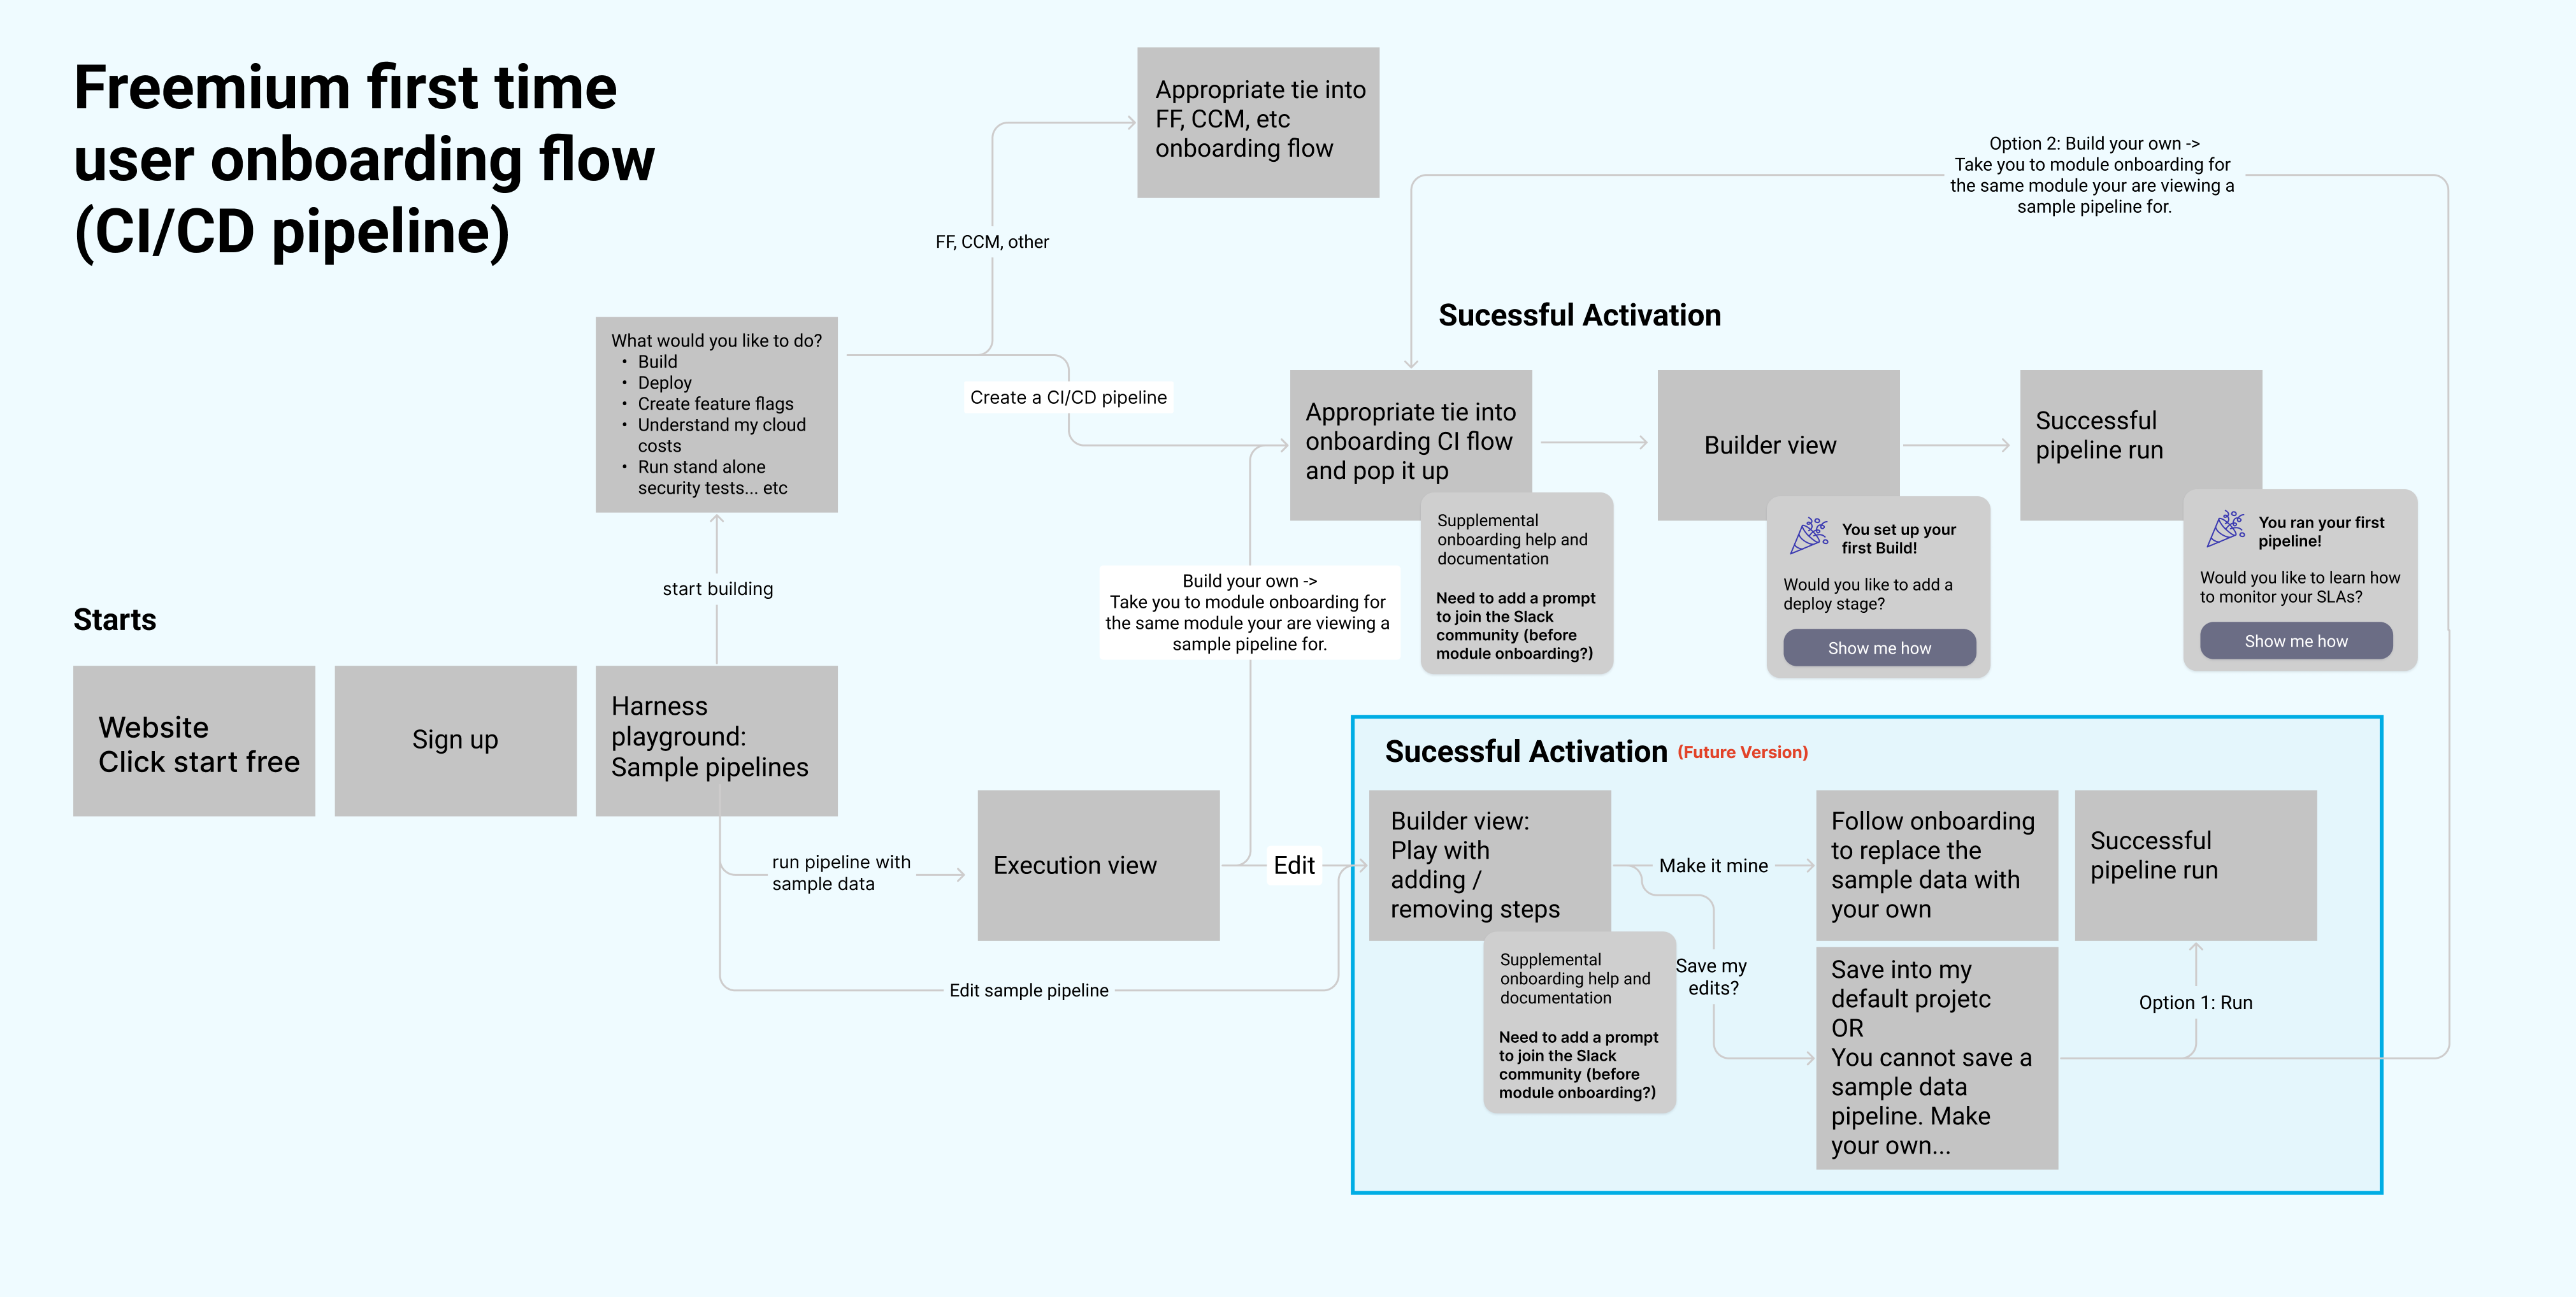 Freemium first time
user onboarding flow
(CI/CD pipeline)
Appropriate tie into
FF, CCM, etc
onboarding flow
Option 2: Build your own ->
Take you to module onboarding for
the same module your are viewing a
sample pipeline for.
FF, CCM, other
Sucessful Activation
What would you like to do?
• Build
• Deploy
• Create feature flags
• Understand my cloud
costs
• Run stand alone
security tests... etc
Create a CI/CD pipeline
Appropriate tie into
onboarding CI flow
and pop it up
Builder view
Successful
pipeline run
Supplemental
onboarding help and
documentation
Need to add a prompt
to join the Slack
community (before
module onboarding?)
You set up your
first Build!
Would you like to add a
deploy stage?
Show me how
You ran your first
pipeline!
Would you like to learn how
to monitor your SLAs?
Show me how
start building
Build your own ->
Take you to module onboarding for
the same module your are viewing a
sample pipeline for.
Starts
Website
Click start free
Sign up
Harness
playground:
Sample pipelines
run pipeline with
sample data
Execution view
Edit
Edit sample pipeline
Sucessful Activation (Future Version)
Builder view:
Play with
adding /
removing steps
Make it mine
Follow onboarding
to replace the
sample data with
your own
Successful
pipeline run
Supplemental
onboarding help and
documentation
Need to add a prompt
to join the Slack
community (before
module onboarding?)
Save my
edits?
Save into my
default projetc
OR
You cannot save a
sample data
pipeline. Make
your own...
Option 1: Run